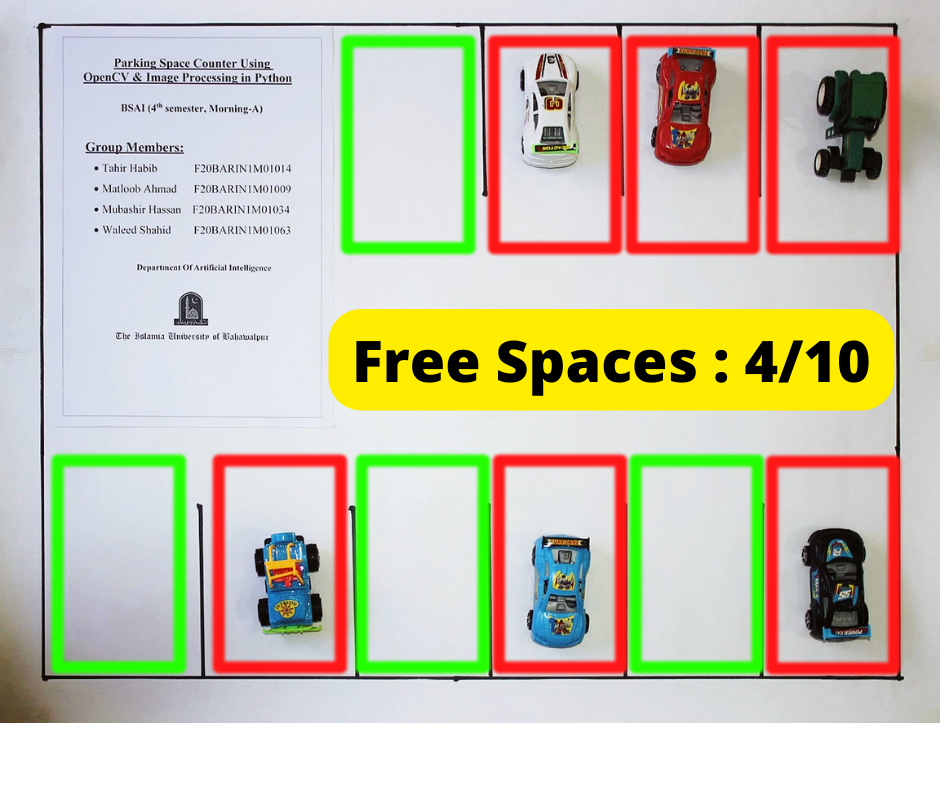 Parking Space Counter Using
OpenCV & Image Processing in Python
BSAI (4th semester, Morning-A)
Group Members:
• Tahir Habib F20BARIN1M01014
• Matloob Ahmad F20BARIN1M01009
• Mubashir Hassan F20BARIN1M01034
• Waleed Shahid F20BARIN1M01063
Department Of Artificial Intelligence
The Islamia University of Bahawalpur
Free Spaces : 4/10